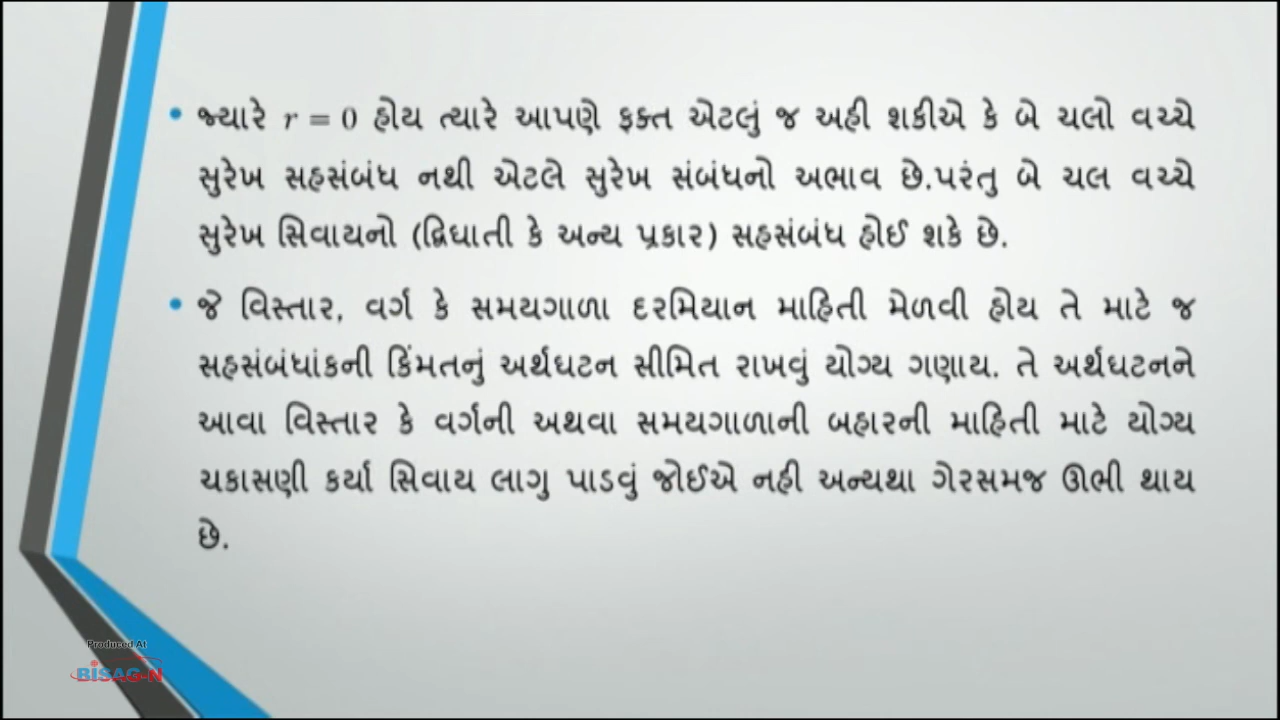 • જ્યારે r = 0 હોય ત્યારે આપણે ફક્ત એટલું જ અહી શકીએ કે બે ચલો વચ્ચે
સુરેખ સહસંબંધ નથી એટલે સુરેખ સંબંધનો અભાવ છે.પરંતુ બે ચલ વચ્ચે
સુરેખ સિવાયનો (દ્વિઘાતી કે અન્ય પ્રકાર) સહસંબંધ હોઈ શકે છે.
• જે વિસ્તાર, વર્ગ કે સમયગાળા દરમિયાન માહિતી મેળવી હોય તે માટે જ
સહસંબંધાંકની કિંમતનું અર્થઘટન સીમિત રાખવું યોગ્ય ગણાય. તે અર્થઘટનને
આવા વિસ્તાર કે વર્ગની અથવા સમયગાળાની બહારની માહિતી માટે યોગ્ય
ચકાસણી કર્યા સિવાય લાગુ પાડવું જોઈએ નહી અન્યથા ગેરસમજ ઊભી થાય
છે.
Produced At
BISAG-N